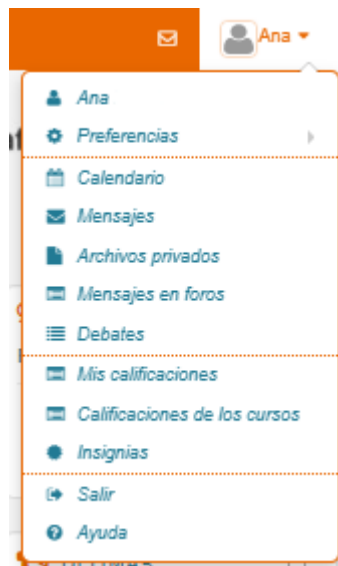 Ana
Ana
Preferencias
Calendario
Mensajes
Archivos privados
Mensajes en foros
Debates
Mis calificaciones
Calificaciones de los cursos
Insignias
Salir
Ayuda